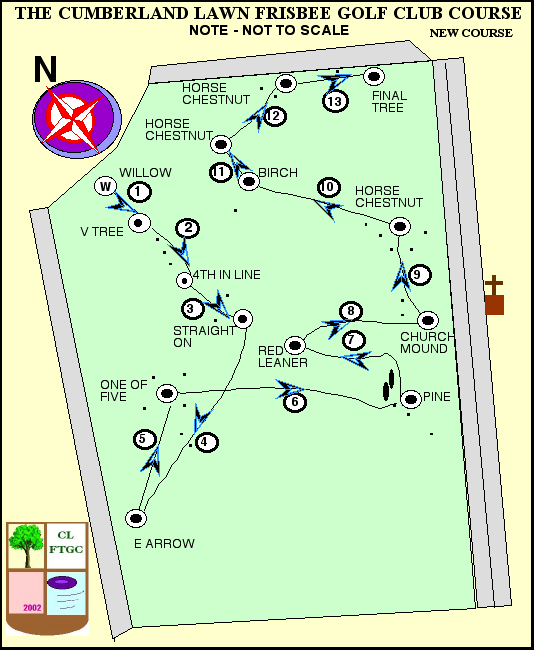 THE CUMBERLAND LAWN FRISBEE GOLF CLUB COURSE
NOTE - NOT TO SCALE
NEW COURSE
N
HORSE
CHESTNUT
13
FINAL
TREE
12
HORSE
CHESTNUT
11
BIRCH
WILLOW
W
1
10
HORSE
CHESTNUT
V TREE
2
4TH IN LINE
9
3
STRAIGHT
ON
8
7
CHURCH
MOUND
RED
LEANER
ONE OF
FIVE
6
PINE
5
4
E ARROW
CL
FTGC
2002